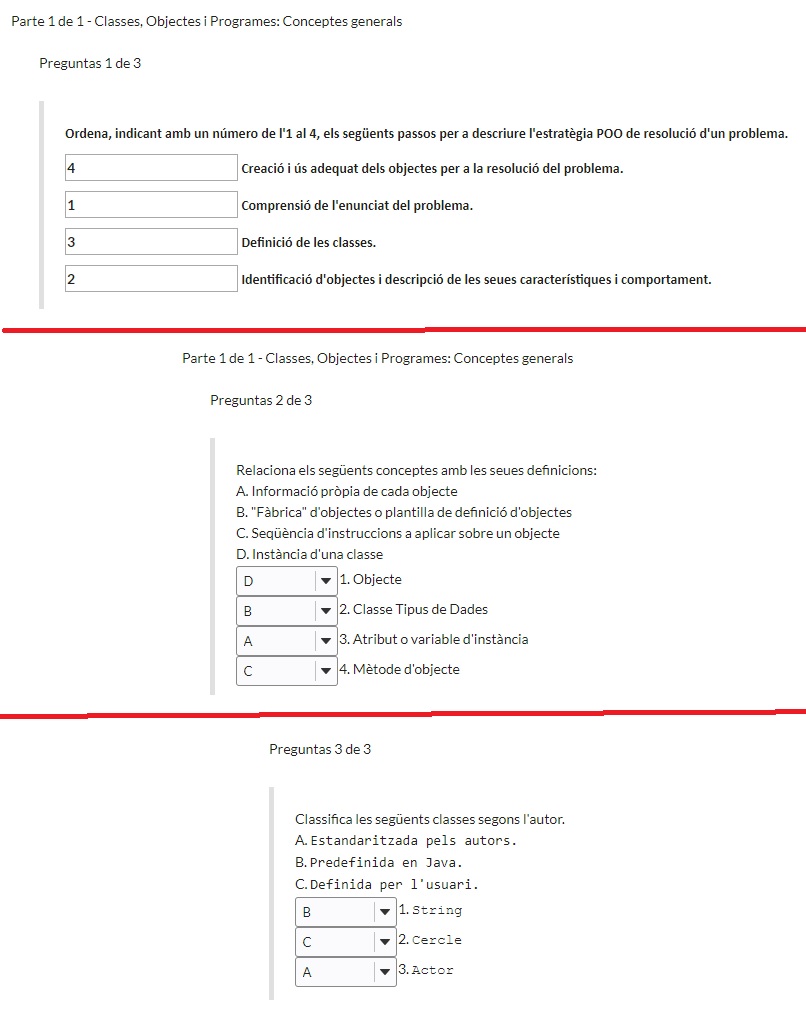 Parte 1 de 1 - Classes, Objectes i Programes: Conceptes generals
Preguntas 1 de 3
Ordena, indicant amb un número de l'1 al 4, els següents passos per a descriure l'estratègia POO de resolució d'un problema.
4 Creació i ús adequat dels objectes per a la resolució del problema.
1 Comprensió de l'enunciat del problema.
3 Definició de les classes.
2 Identificació d'objectes i descripció de les seues característiques i comportament.
Parte 1 de 1 - Classes, Objectes i Programes: Conceptes generals
Preguntas 2 de 3
Relaciona els següents conceptes amb les seues definicions:
A. Informació pròpia de cada objecte
B. "Fàbrica" d'objectes o plantilla de definició d'objectes
C. Seqüència d'instruccions a aplicar sobre un objecte
D. Instància d'una classe
D 1. Objecte
B 2. Classe Tipus de Dades
A 3. Atribut o variable d'instància
C 4. Mètode d'objecte
Preguntas 3 de 3
Classifica les següents classes segons l'autor.
A. Estandaritzada pels autors.
B. Predefinida en Java.
C. Definida per l'usuari.
B 1. String
C 2. Cercle
A 3. Actor